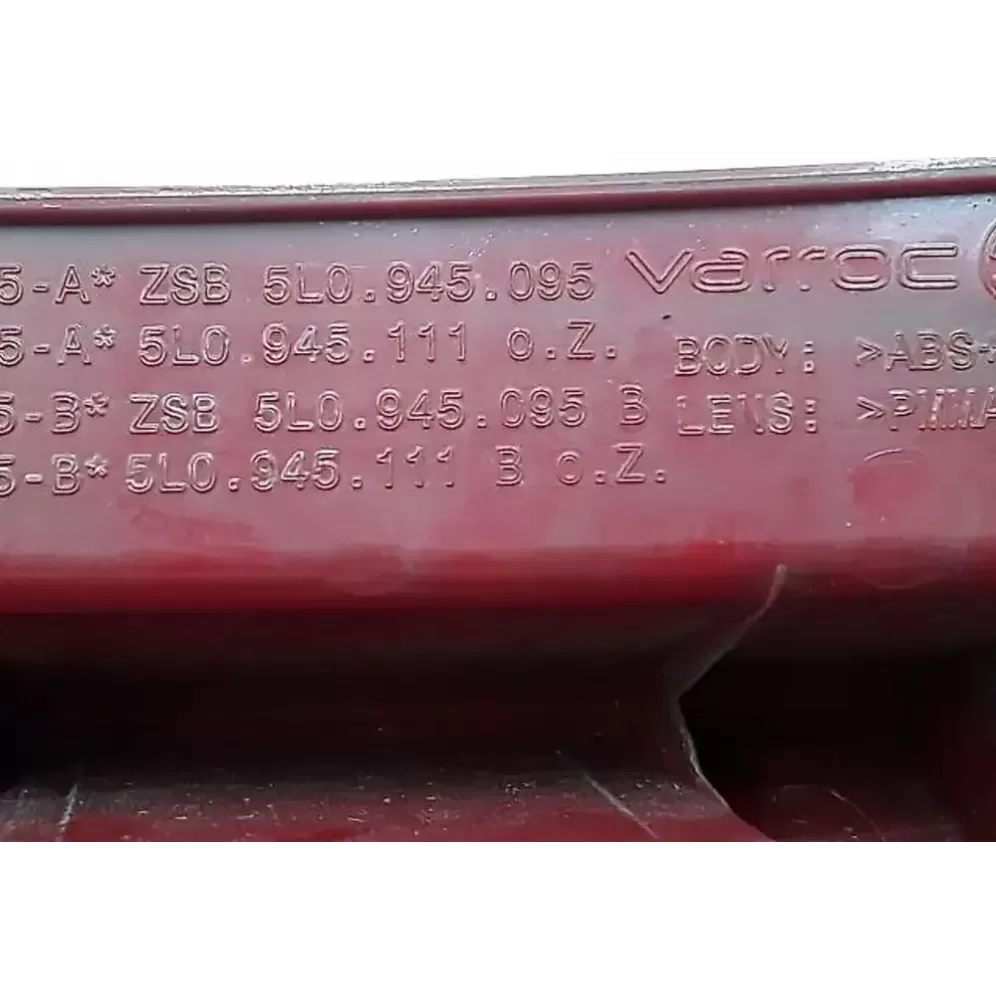 5-A* ZSB 5L0.945.095
5-A* 5L0.945.111 o.Z.
5-B* ZSB 5L0.945.095 B
5-B* 5L0.945.111 B o.Z.
varroc
BODY: >ABS+
LENS: >PMMA